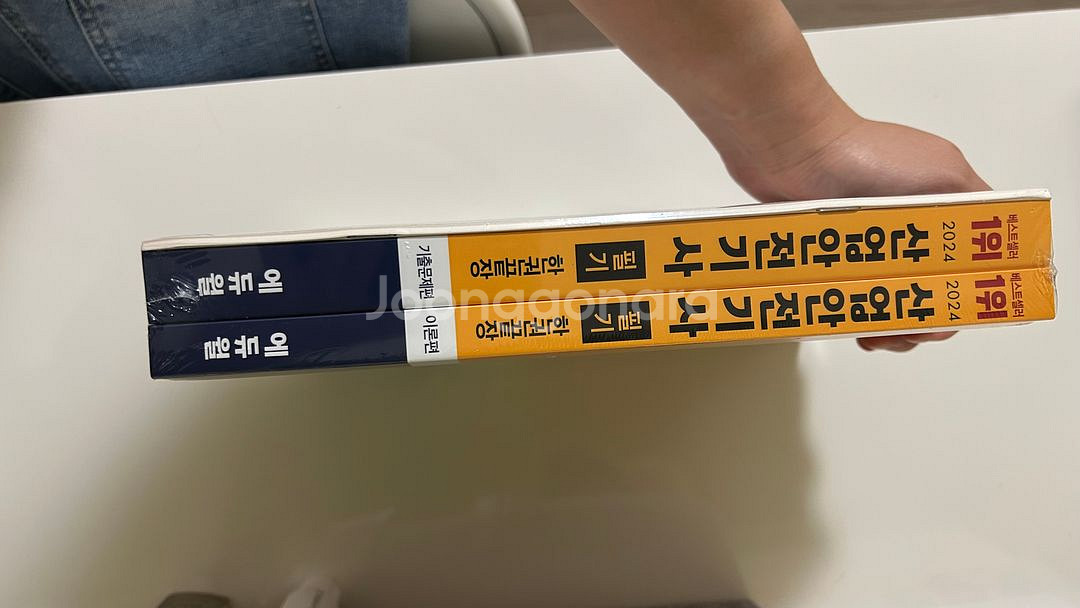 베스트셀러
1위
2024
산업안전기사
필기
한권끝장
기출문제편
에듀윌
베스트셀러
1위
2024
산업안전기사
필기
한권끝장
이론편
에듀윌
Joonggonara